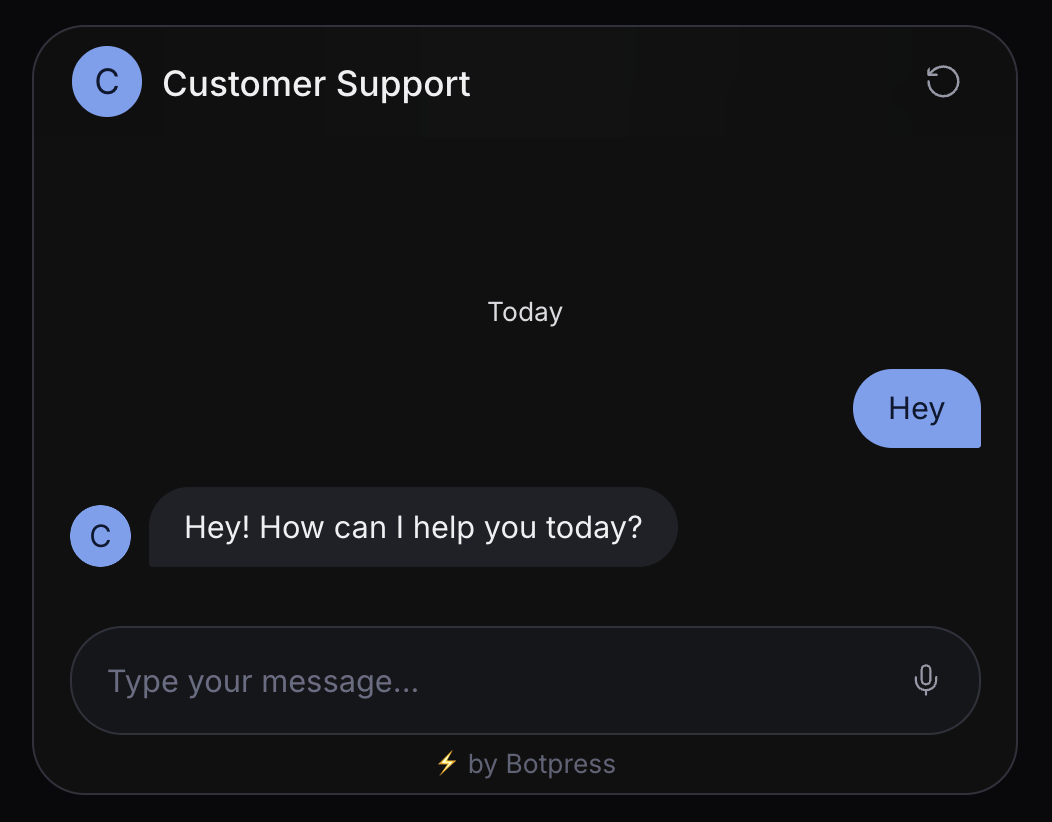 C Customer Support
Today
Hey
C Hey! How can I help you today?
Type your message...
⚡ by Botpress